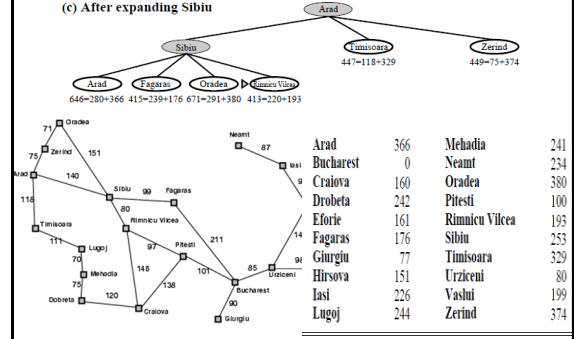 (c) After expanding Sibiu
Arad
Sibiu
Timisoara
Zerind
447=118+329
449=75+374
Arad
Fagaras
Oradea
Rimnicu Vilcea
646=280+366
415=239+176
671=291+380
413=220+193
Oradea
71
Neamt
87
Zerind
151
75
Iasi
Arad
140
Sibiu
99
Fagaras
118
80
Rimnicu Vilcea
Timisoara
111
Lugoj
97
Pitesti
211
70
Mehadia
146
101
85
Urziceni
75
138
Bucharest
Dobreta
120
90
Craiova
Giurgiu
Arad 366 Mehadia 241
Bucharest 0 Neamt 234
Craiova 160 Oradea 380
Drobeta 242 Pitesti 100
Eforie 161 Rimnicu Vilcea 193
Fagaras 176 Sibiu 253
Giurgiu 77 Timisoara 329
Hirsova 151 Urziceni 80
Iasi 226 Vaslui 199
Lugoj 244 Zerind 374